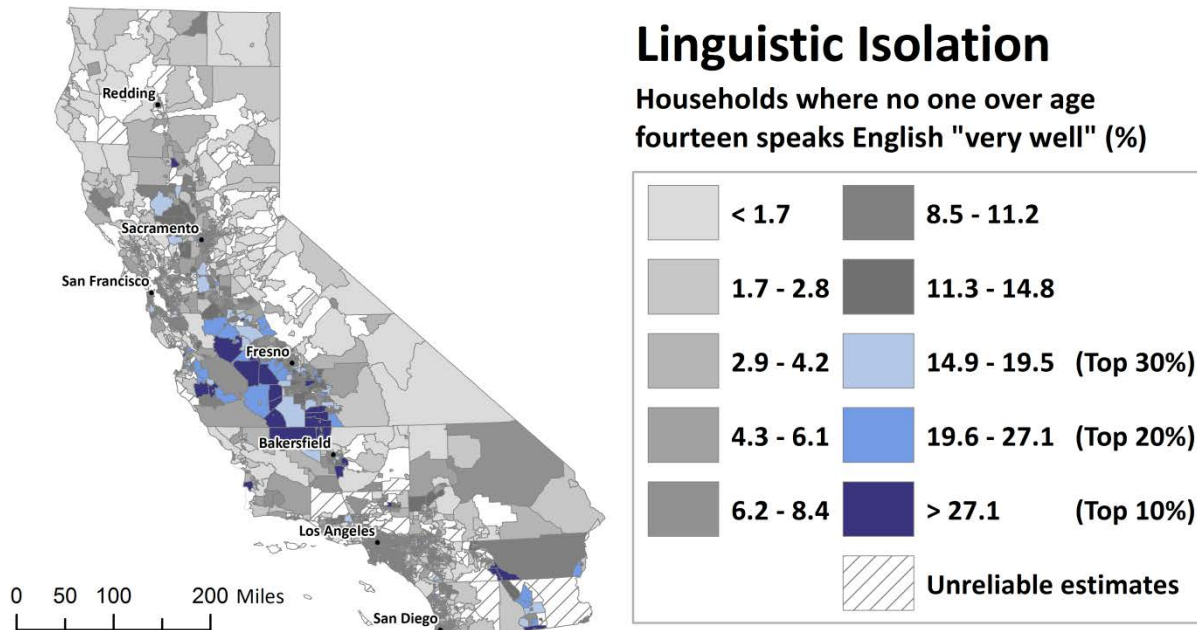 Linguistic Isolation
Households where no one over age
fourteen speaks English "very well" (%)
< 1.7
8.5 - 11.2
1.7 - 2.8
11.3 - 14.8
2.9 - 4.2
14.9 - 19.5 (Top 30%)
4.3 - 6.1
19.6 - 27.1 (Top 20%)
6.2 - 8.4
> 27.1 (Top 10%)
Unreliable estimates
Redding
Sacramento
San Francisco
Fresno
Bakersfield
Los Angeles
San Diego
0 50 100 200 Miles